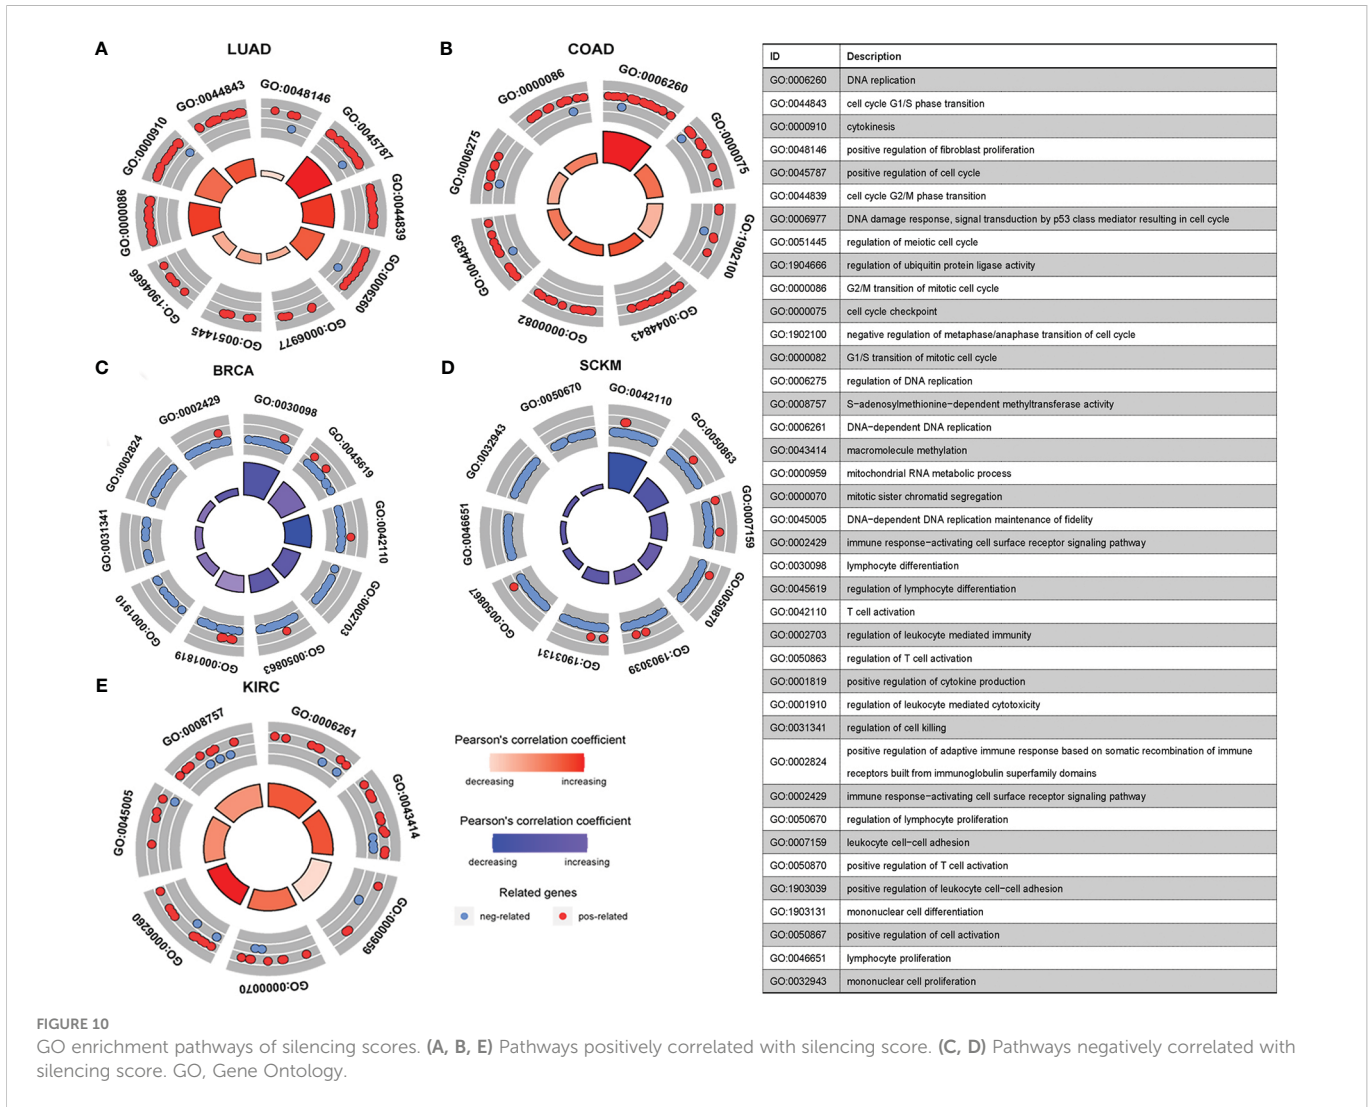 A
LUAD
GO:0044843
GO:0048146
GO:0000910
GO:0045787
GO:0000086
GO:0044839
GO:1904666
GO:0006260
GO:0051445
GO:0006977
B
COAD
GO:0000086
GO:0006260
GO:0006275
GO:0000075
GO:0044839
GO:1902100
GO:0000082
GO:0044843
C
BRCA
GO:0002429
GO:0030098
GO:0002824
GO:0045619
GO:0031341
GO:0042110
GO:0001910
GO:0002703
GO:0001819
GO:0050863
D
SCKM
GO:0050670
GO:0042110
GO:0032943
GO:0050863
GO:0046651
GO:0007159
GO:0050867
GO:0050870
GO:1903131
GO:1903039
E
KIRC
GO:0008757
GO:0006261
GO:0045005
GO:0043414
GO:0006260
GO:0000959
GO:0000070
Pearson's correlation coefficient
decreasing increasing
Pearson's correlation coefficient
decreasing increasing
Related genes
neg-related pos-related
ID Description
GO:0006260 DNA replication
GO:0044843 cell cycle G1/S phase transition
GO:0000910 cytokinesis
GO:0048146 positive regulation of fibroblast proliferation
GO:0045787 positive regulation of cell cycle
GO:0044839 cell cycle G2/M phase transition
GO:0006977 DNA damage response, signal transduction by p53 class mediator resulting in cell cycle
GO:0051445 regulation of meiotic cell cycle
GO:1904666 regulation of ubiquitin protein ligase activity
GO:0000086 G2/M transition of mitotic cell cycle
GO:0000075 cell cycle checkpoint
GO:1902100 negative regulation of metaphase/anaphase transition of cell cycle
GO:0000082 G1/S transition of mitotic cell cycle
GO:0006275 regulation of DNA replication
GO:0008757 S−adenosylmethionine−dependent methyltransferase activity
GO:0006261 DNA−dependent DNA replication
GO:0043414 macromolecule methylation
GO:0000959 mitochondrial RNA metabolic process
GO:0000070 mitotic sister chromatid segregation
GO:0045005 DNA−dependent DNA replication maintenance of fidelity
GO:0002429 immune response−activating cell surface receptor signaling pathway
GO:0030098 lymphocyte differentiation
GO:0045619 regulation of lymphocyte differentiation
GO:0042110 T cell activation
GO:0002703 regulation of leukocyte mediated immunity
GO:0050863 regulation of T cell activation
GO:0001819 positive regulation of cytokine production
GO:0001910 regulation of leukocyte mediated cytotoxicity
GO:0031341 regulation of cell killing
GO:0002824 positive regulation of adaptive immune response based on somatic recombination of immune
receptors built from immunoglobulin superfamily domains
GO:0002429 immune response−activating cell surface receptor signaling pathway
GO:0050670 regulation of lymphocyte proliferation
GO:0007159 leukocyte cell−cell adhesion
GO:0050870 positive regulation of T cell activation
GO:1903039 positive regulation of leukocyte cell−cell adhesion
GO:1903131 mononuclear cell differentiation
GO:0050867 positive regulation of cell activation
GO:0046651 lymphocyte proliferation
GO:0032943 mononuclear cell proliferation
FIGURE 10
GO enrichment pathways of silencing scores. (A, B, E) Pathways positively correlated with silencing score. (C, D) Pathways negatively correlated with
silencing score. GO, Gene Ontology.